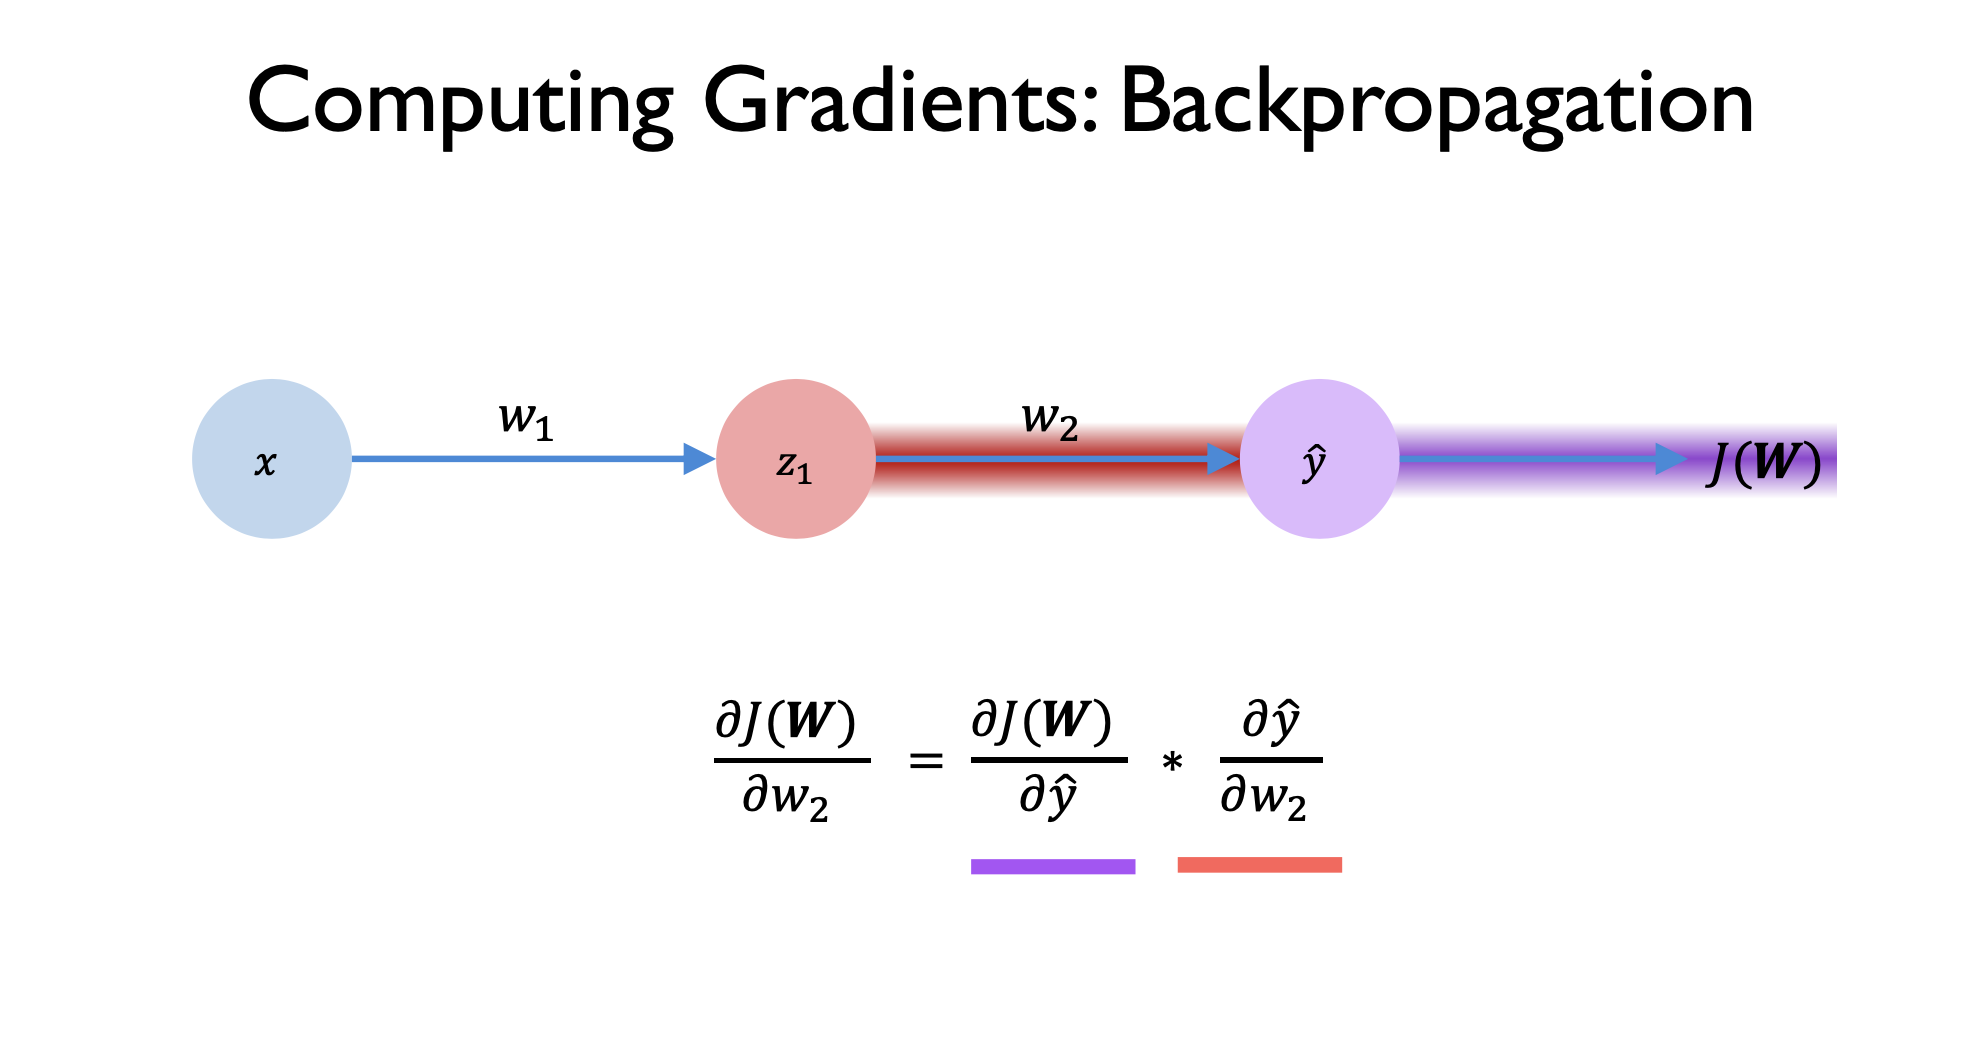 Computing Gradients: Backpropagation
x w₁ z₁ w₂ ŷ J(W)
∂J(W)/∂w₂ = ∂J(W)/∂ŷ * ∂ŷ/∂w₂